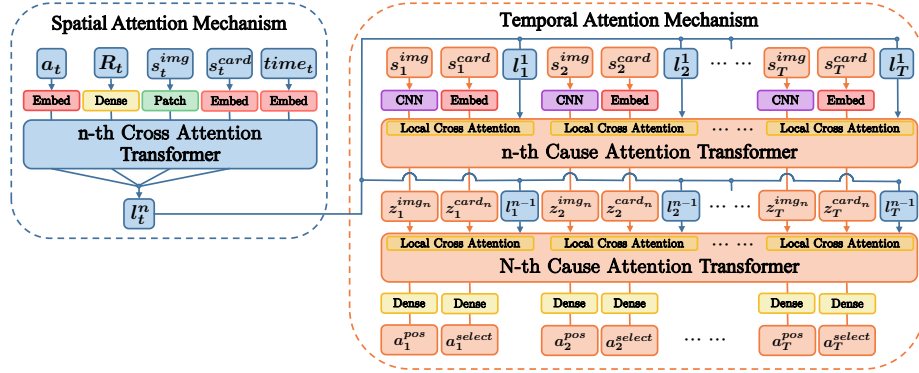 Spatial Attention Mechanism
a_t R_t s_t^{img} s_t^{card} time_t
Embed Dense Patch Embed Embed
n-th Cross Attention
Transformer
l_t^n
Temporal Attention Mechanism
s_1^{img} s_1^{card} l_1^1 s_2^{img} s_2^{card} l_2^1 ... ... s_T^{img} s_T^{card} l_T^1
CNN Embed CNN Embed CNN Embed
Local Cross Attention Local Cross Attention ... ... Local Cross Attention
n-th Cause Attention Transformer
z_1^{img_n} z_1^{card_n} l_1^{n-1} z_2^{img_n} z_2^{card_n} l_2^{n-1} ... z_T^{img_n} z_T^{card_n} l_T^{n-1}
Local Cross Attention Local Cross Attention ... ... Local Cross Attention
N-th Cause Attention Transformer
Dense Dense Dense Dense Dense Dense
a_1^{pos} a_1^{select} a_2^{pos} a_2^{select} ... ... a_T^{pos} a_T^{select}